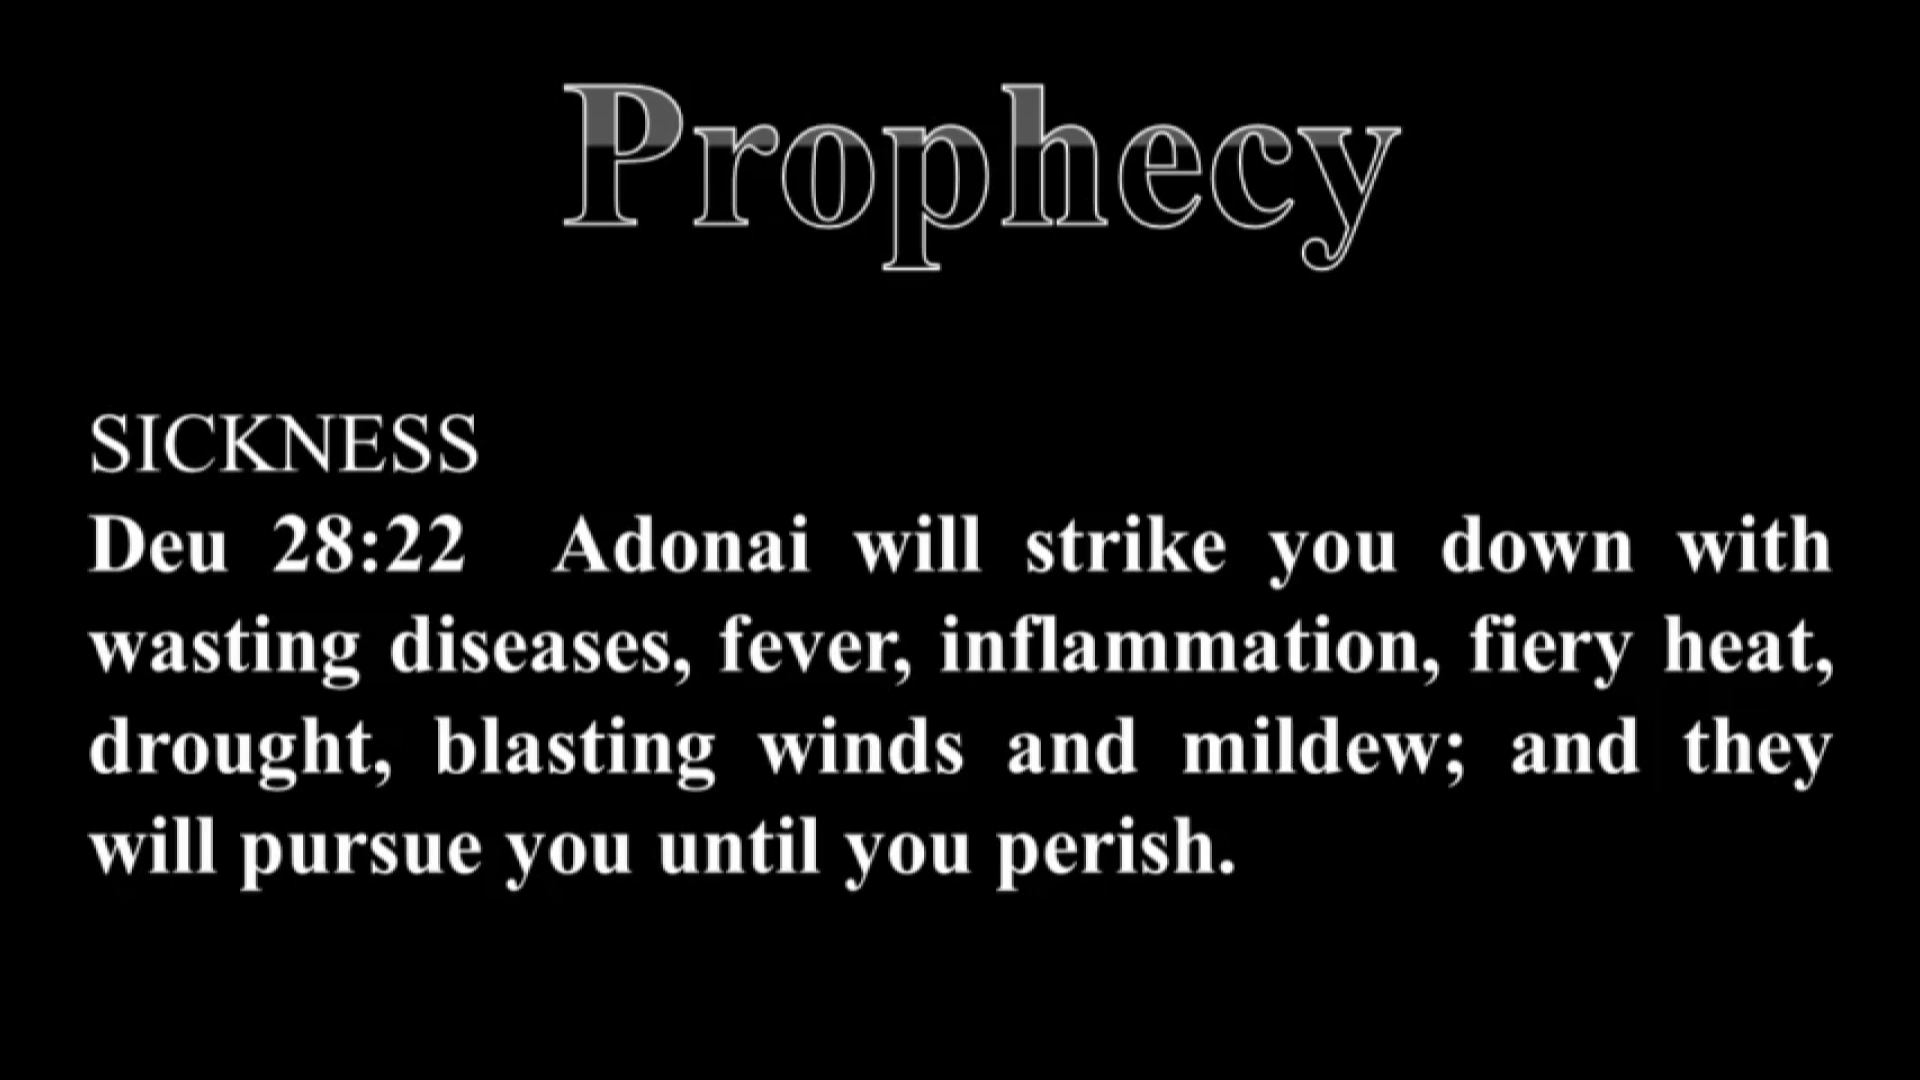 Prophecy
SICKNESS
Deu 28:22  Adonai will strike you down with
wasting diseases, fever, inflammation, fiery heat,
drought, blasting winds and mildew; and they
will pursue you until you perish.